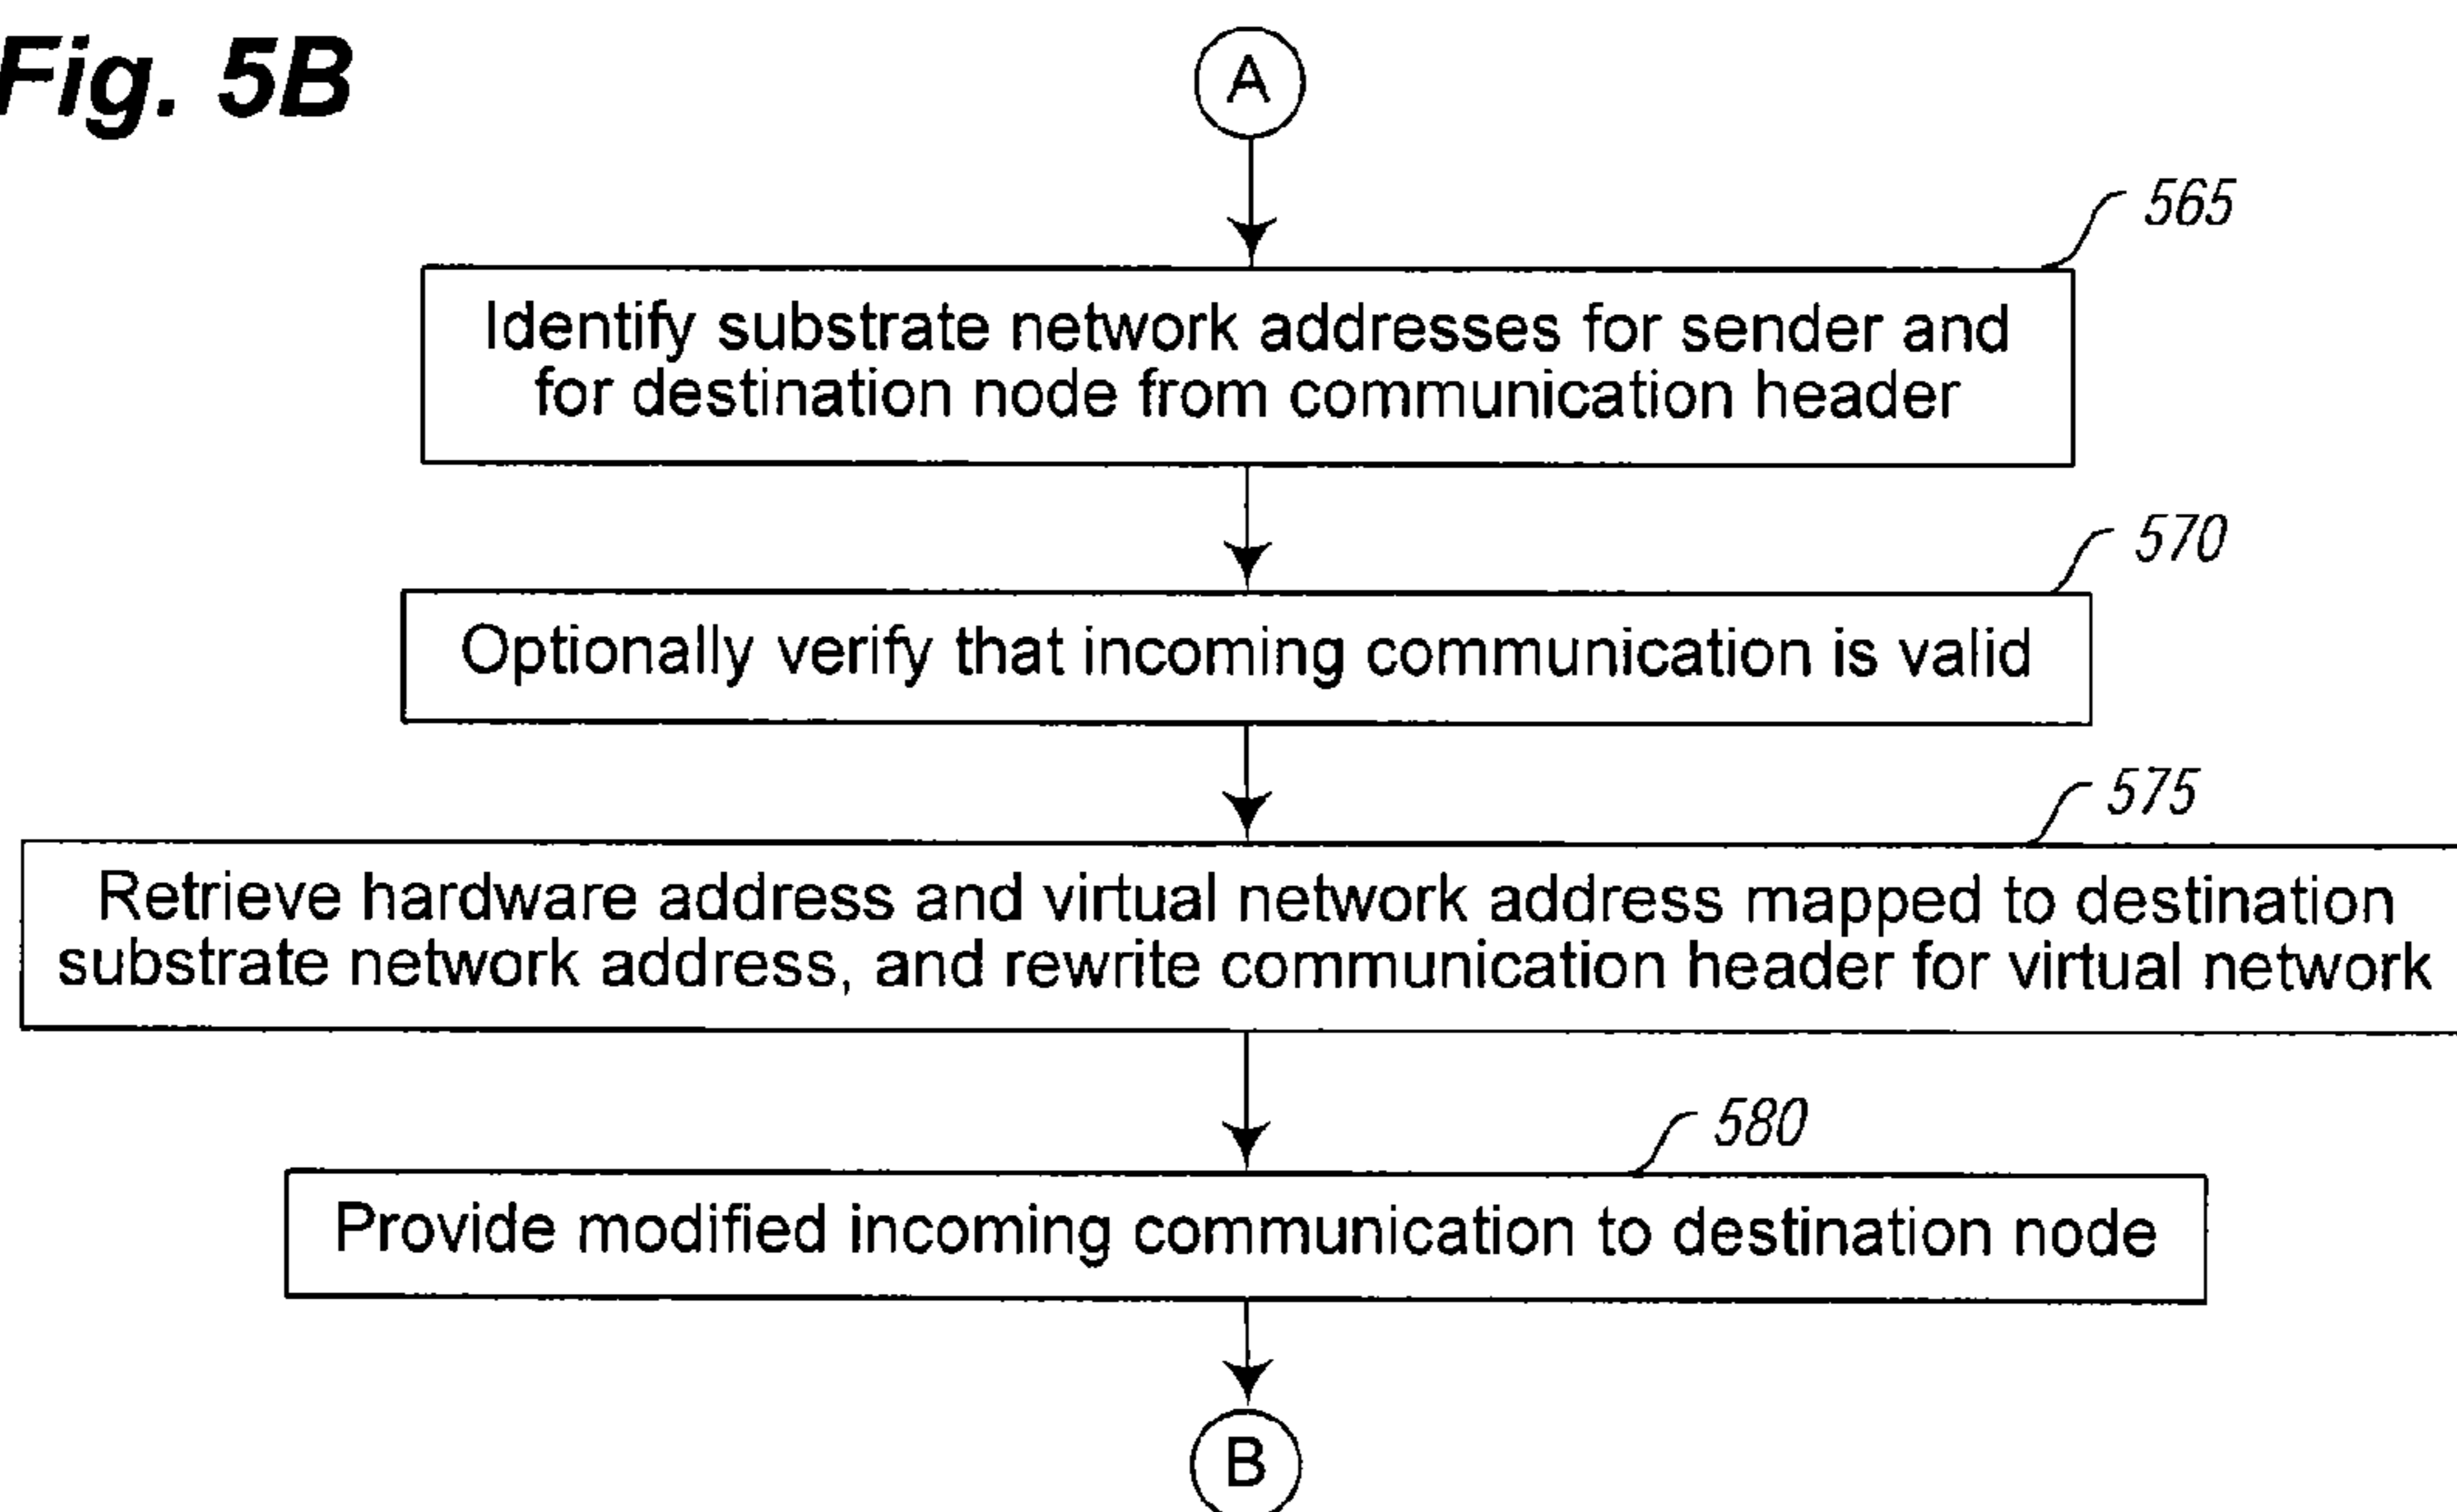 Fig. 5B
A
565
Identify substrate network addresses for sender and
for destination node from communication header
570
Optionally verify that incoming communication is valid
575
Retrieve hardware address and virtual network address mapped to destination
substrate network address, and rewrite communication header for virtual network
580
Provide modified incoming communication to destination node
B